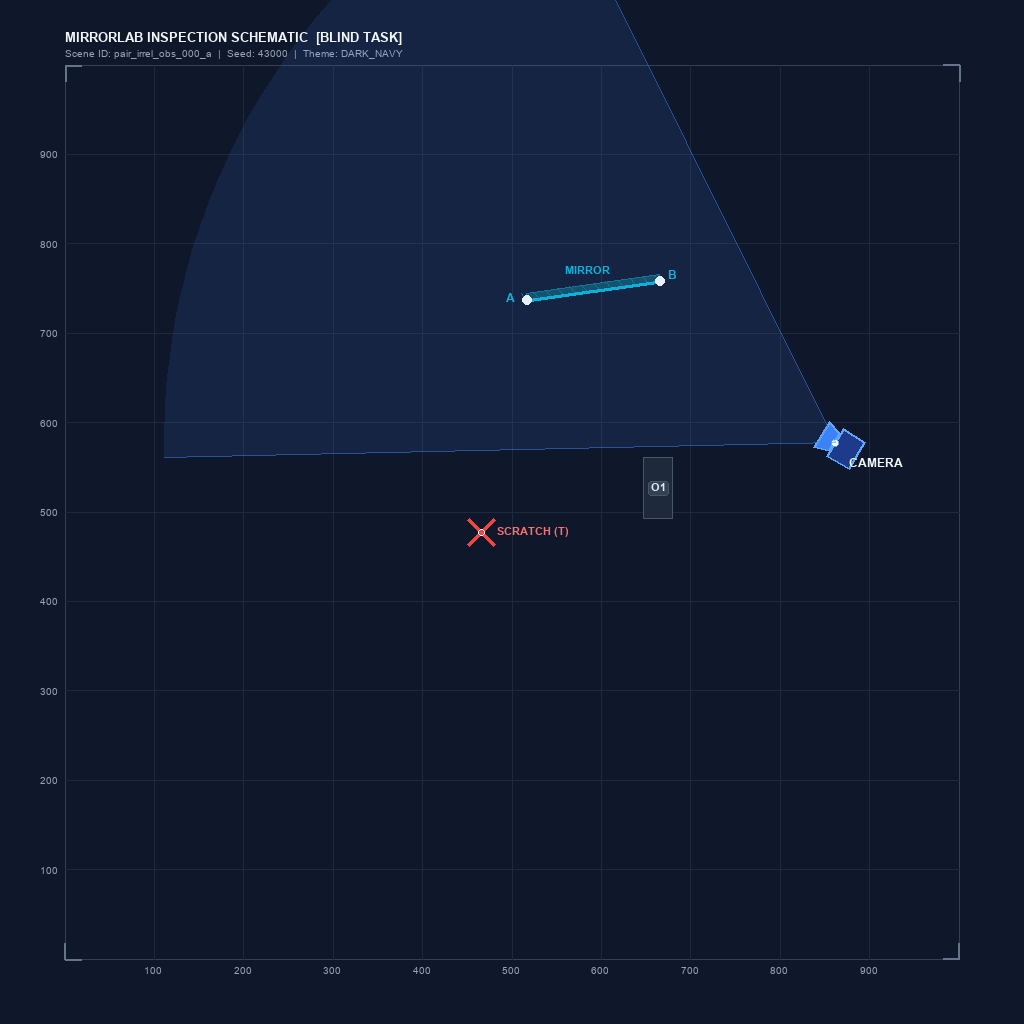 MIRRORLAB INSPECTION SCHEMATIC [BLIND TASK]
Scene ID: pair_irrel_obs_000_a | Seed: 43000 | Theme: DARK_NAVY
900
800
MIRROR
B
A
700
600
CAMERA
O1
500
SCRATCH (T)
400
300
200
100
100 200 300 400 500 600 700 800 900